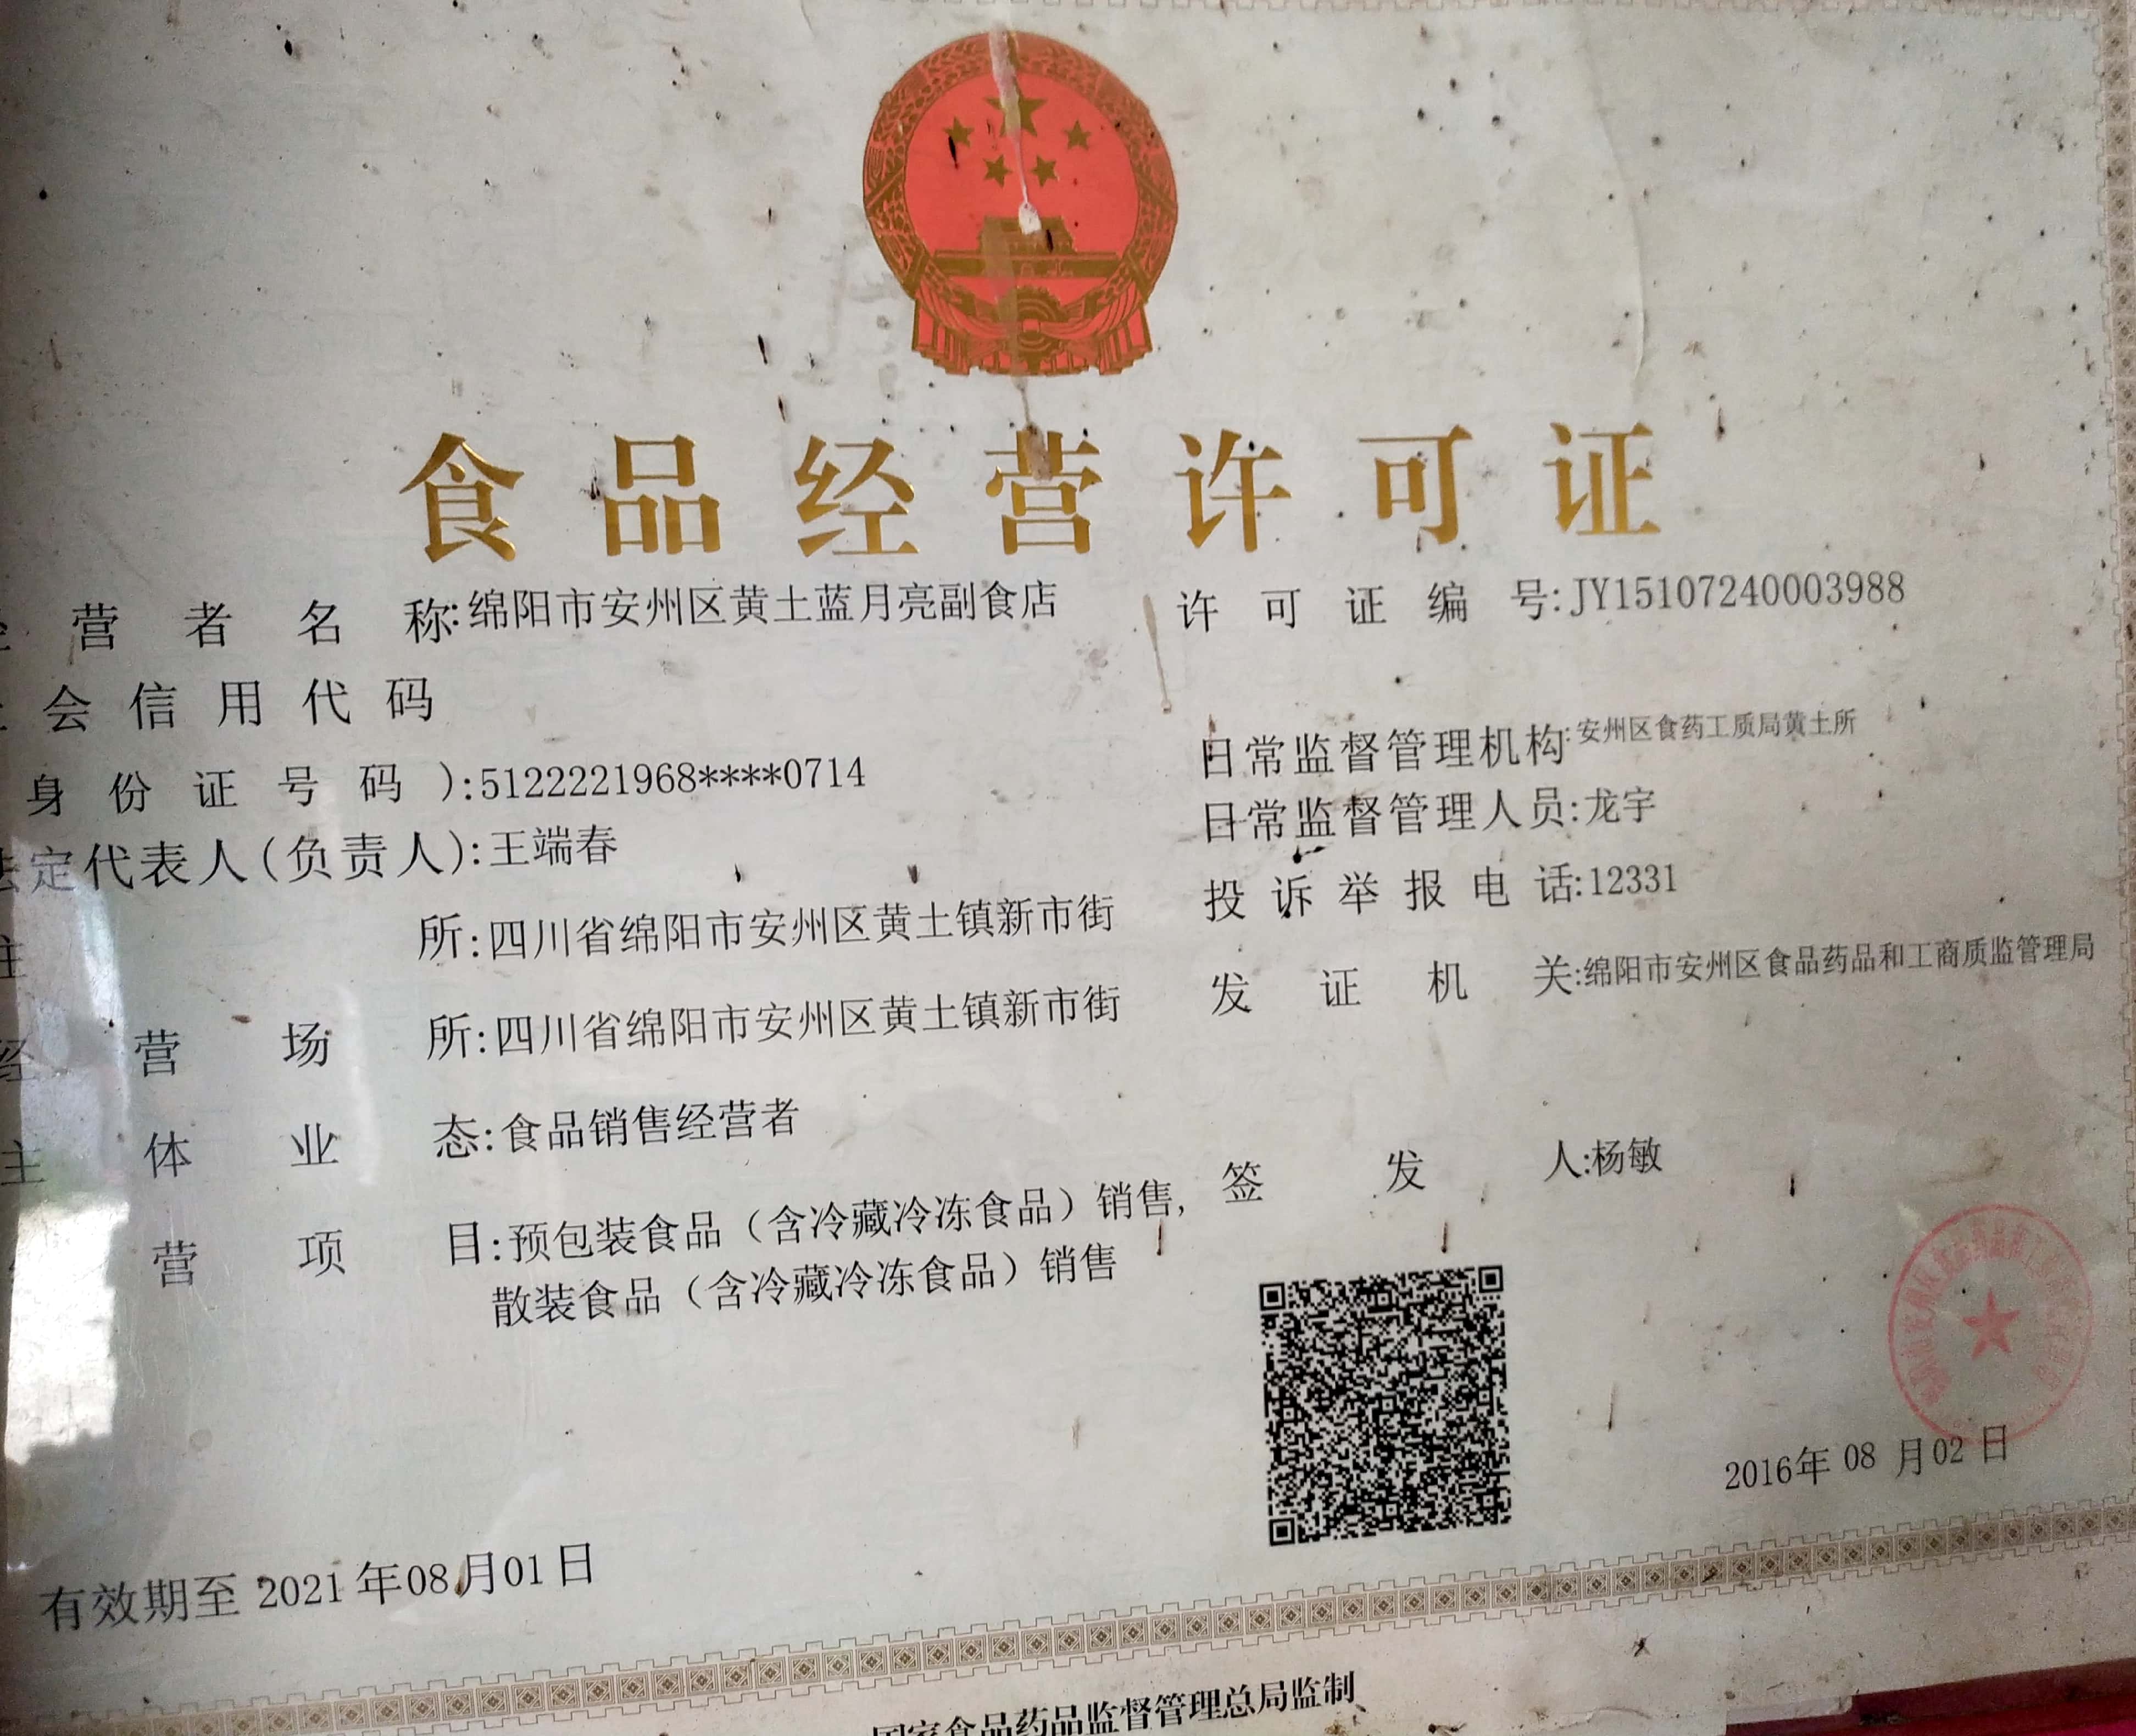 食品经营许可证
经营者名称:绵阳市安州区黄土蓝月亮副食店
会信用代码
身份证号码):5122221968****0714
法定代表人(负责人):王端春
住所:四川省绵阳市安州区黄土镇新市街
经营场所:四川省绵阳市安州区黄土镇新市街
主体业态:食品销售经营者
营项目:预包装食品（含冷藏冷冻食品）销售,
散装食品（含冷藏冷冻食品）销售
有效期至 2021年08月01日
许可证编号:JY15107240003988
日常监督管理机构:安州区食药工质局黄土所
日常监督管理人员:龙宇
投诉举报电话:12331
发证机关:绵阳市安州区食品药品和工商质监管理局
签发人:杨敏
2016年 08 月02 日
国家食品药品监督管理总局监制